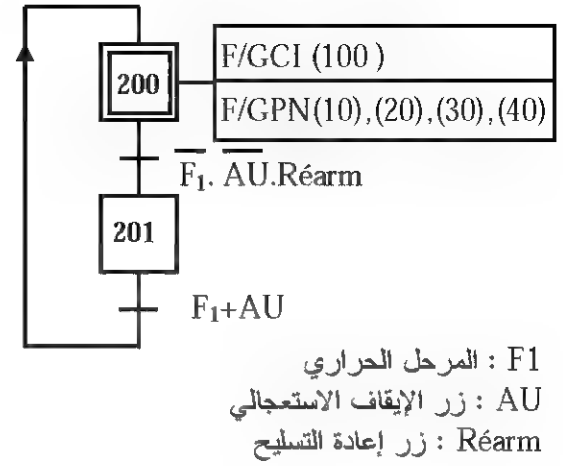 200
F/GCI (100 )
F/GPN(10),(20),(30),(40)
F̅₁. A̅U̅.Réarm
201
F₁+AU
F1 : المرحل الحراري
AU : زر الإيقاف الاستعجالي
Réarm : زر إعادة التسليح